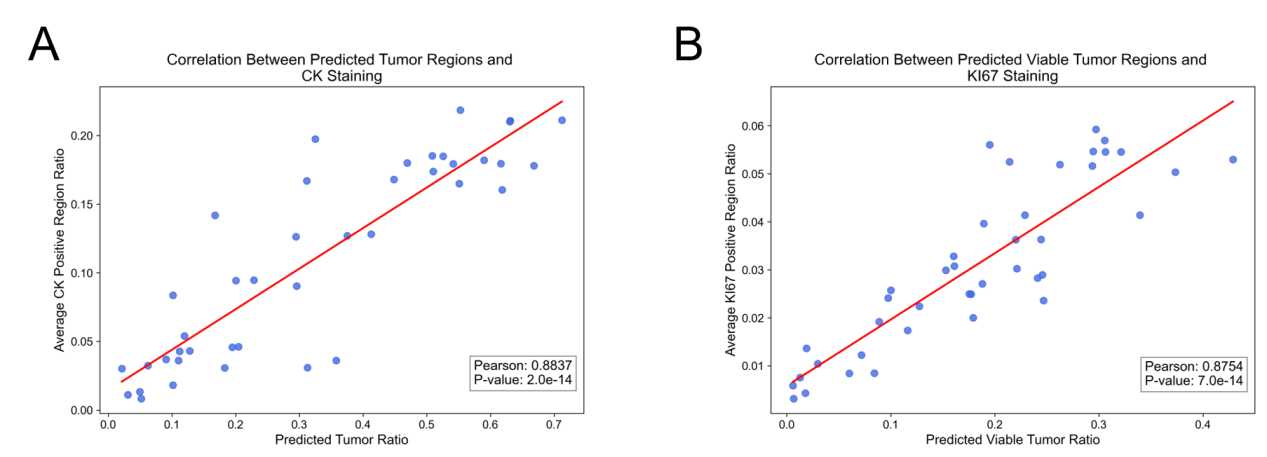 A
Correlation Between Predicted Tumor Regions and
CK Staining
Average CK Positive Region Ratio
0.20
0.15
0.10
0.05
0.00
Pearson: 0.8837
P-value: 2.0e-14
0.0 0.1 0.2 0.3 0.4 0.5 0.6 0.7
Predicted Tumor Ratio
B
Correlation Between Predicted Viable Tumor Regions and
KI67 Staining
Average KI67 Positive Region Ratio
0.06
0.05
0.04
0.03
0.02
0.01
Pearson: 0.8754
P-value: 7.0e-14
0.0 0.1 0.2 0.3 0.4
Predicted Viable Tumor Ratio